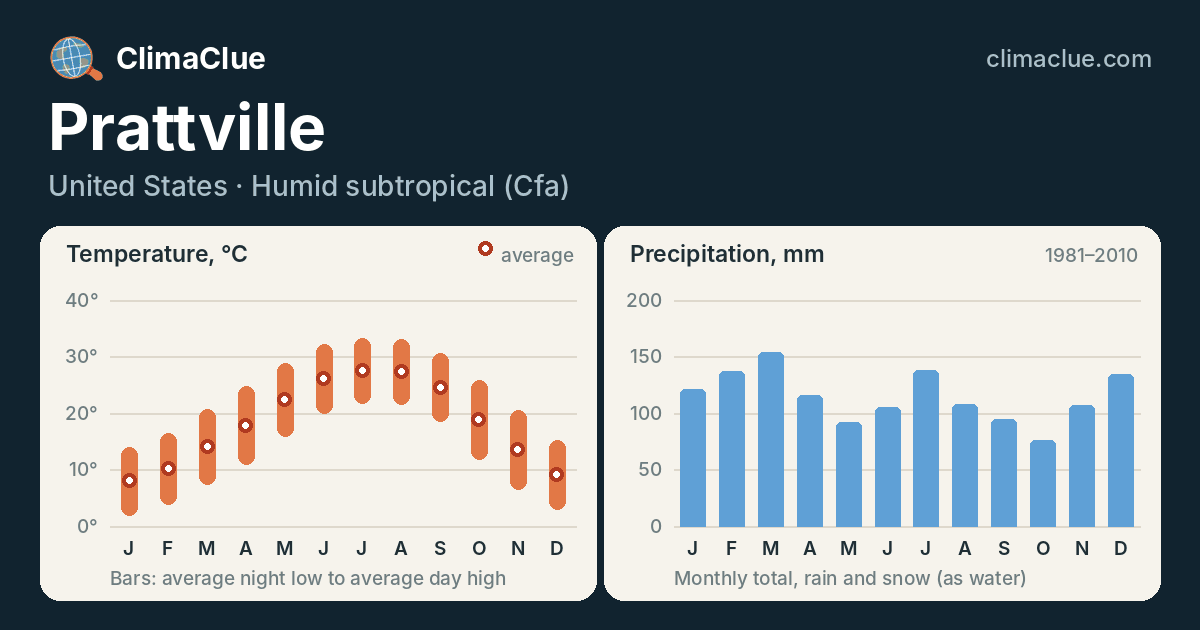 ClimaClue
climaclue.com
Prattville
United States · Humid subtropical (Cfa)
Temperature, °C
average
40°
30°
20°
10°
0°
J F M A M J J A S O N D
Bars: average night low to average day high
Precipitation, mm
1981–2010
200
150
100
50
0
J F M A M J J A S O N D
Monthly total, rain and snow (as water)